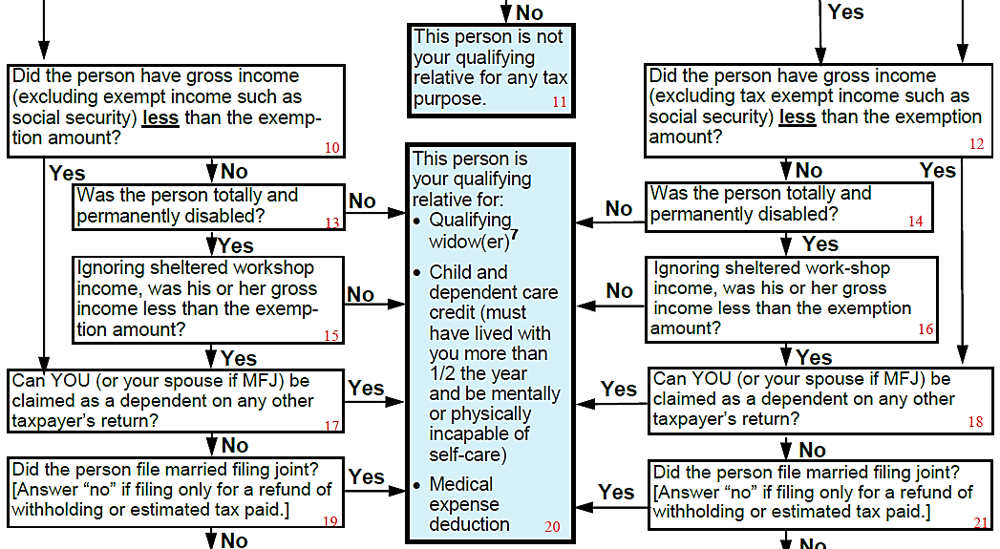 No
Yes
This person is not
your qualifying
relative for any tax
purpose.
11
Did the person have gross income
(excluding exempt income such as
social security) less than the exemp-
tion amount?
10
Did the person have gross income
(excluding tax exempt income such as
social security) less than the exemption
amount?
12
Yes
No
No
Yes
Was the person totally and
permanently disabled?
13
No
This person is
your qualifying
relative for:
• Qualifying
widow(er)7
• Child and
dependent care
credit (must
have lived with
you more than
1/2 the year
and be mentally
or physically
incapable of
self-care)
• Medical
expense
deduction
20
No
Was the person totally and
permanently disabled?
14
Yes
Yes
Ignoring sheltered workshop
income, was his or her gross
income less than the exemp-
tion amount?
15
No
No
Ignoring sheltered work-shop
income, was his or her gross
income less than the exemption
amount?
16
Yes
Yes
Can YOU (or your spouse if MFJ) be
claimed as a dependent on any other
taxpayer's return?
17
Yes
Yes
Can YOU (or your spouse if MFJ) be
claimed as a dependent on any other
taxpayer's return?
18
No
No
Did the person file married filing joint?
[Answer “no” if filing only for a refund of
withholding or estimated tax paid.]
19
Yes
Yes
Did the person file married filing joint?
[Answer “no” if filing only for a refund of
withholding or estimated tax paid.]
21
No
No